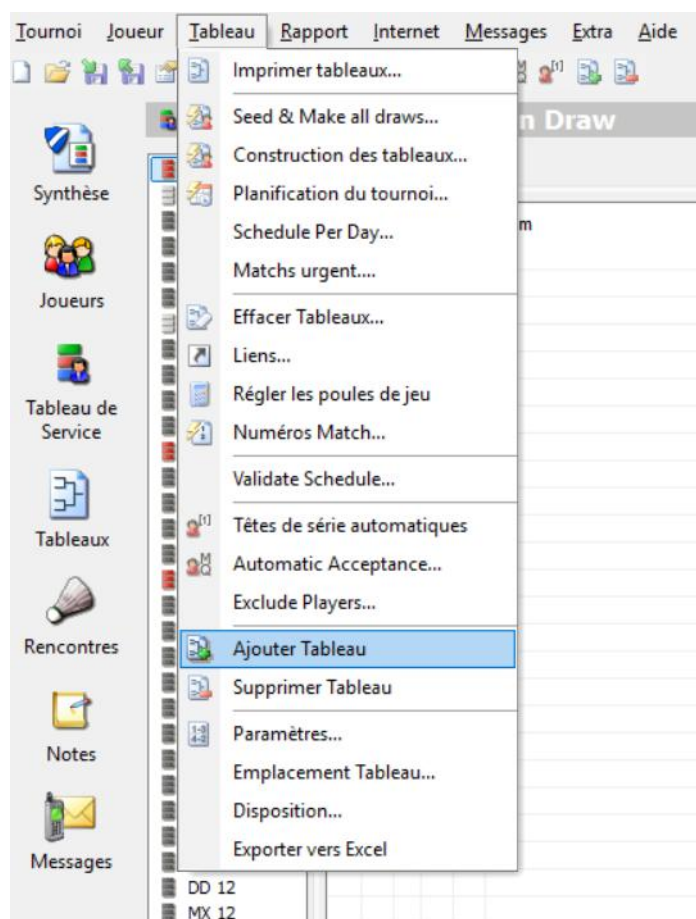 Tournoi Joueur Tableau Rapport Internet Messages Extra Aide
Imprimer tableaux...
n Draw
Seed & Make all draws...
Construction des tableaux...
Planification du tournoi...
Schedule Per Day...
m
Matchs urgent....
Effacer Tableaux...
Liens...
Régler les poules de jeu
Numéros Match...
Validate Schedule...
Têtes de série automatiques
Automatic Acceptance...
Exclude Players...
Ajouter Tableau
Supprimer Tableau
Paramètres...
Emplacement Tableau...
Disposition...
Exporter vers Excel
Synthèse
Joueurs
Tableau de
Service
Tableaux
Rencontres
Notes
Messages
DD 12
MX 12